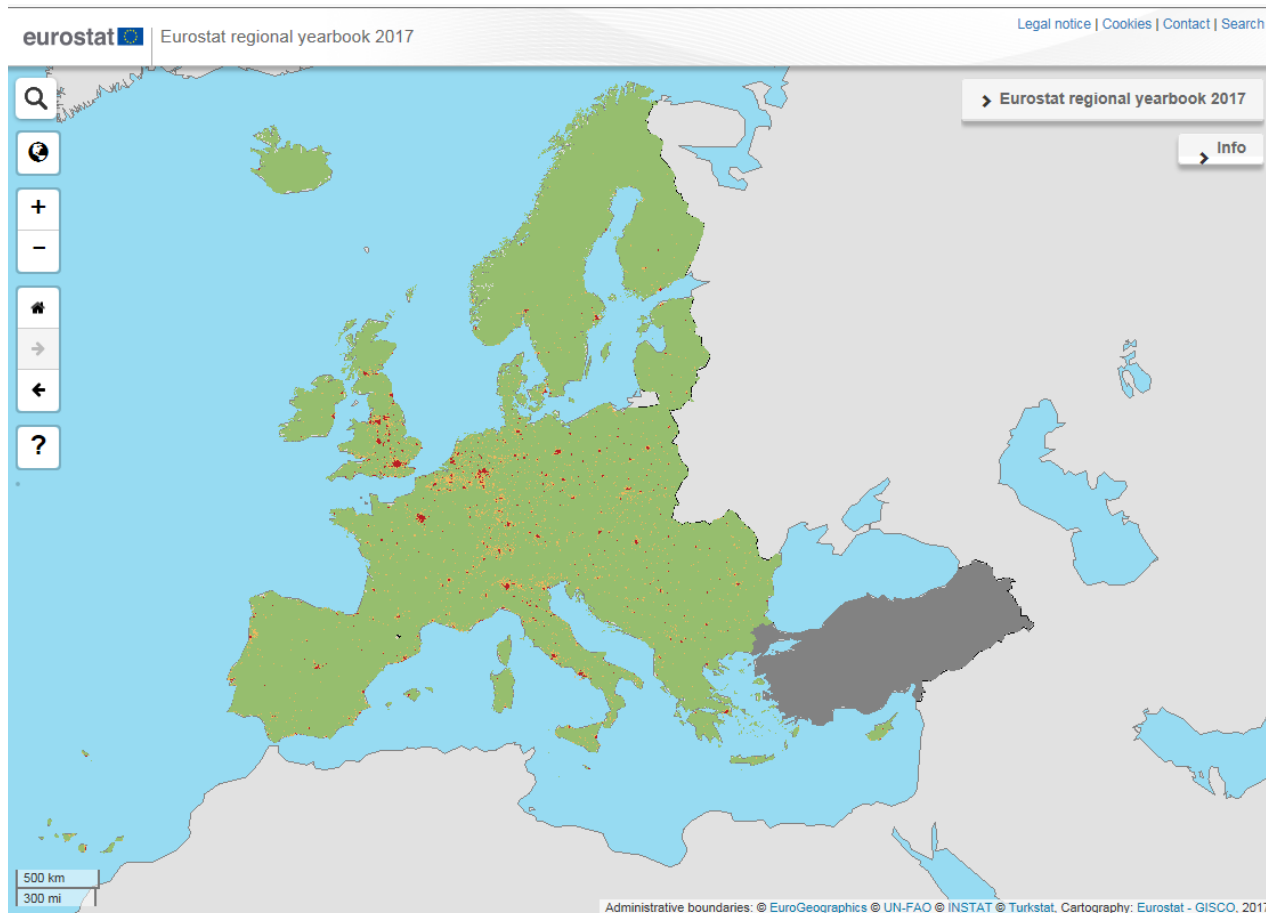 eurostat
Eurostat regional yearbook 2017
Legal notice | Cookies | Contact | Search
Eurostat regional yearbook 2017
Info
+
−
?
500 km
300 mi
Administrative boundaries: © EuroGeographics © UN-FAO © INSTAT © Turkstat, Cartography: Eurostat - GISCO, 2017